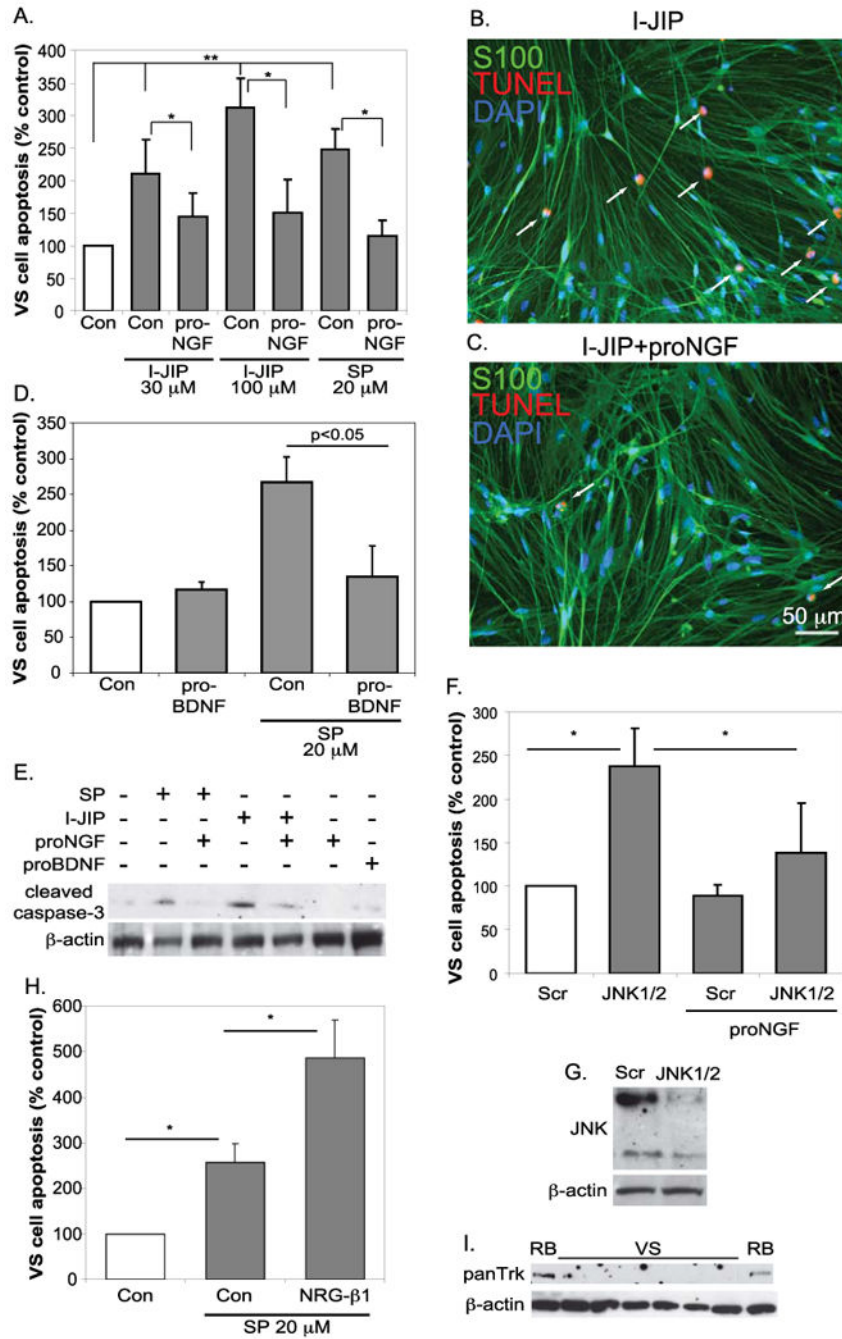 A.
VS cell apoptosis (% control)
400
350
300
250
200
150
100
50
0
** 
* * *
Con Con pro-NGF Con pro-NGF Con pro-NGF
I-JIP 30 μM
I-JIP 100 μM
SP 20 μM
B.
I-JIP
S100
TUNEL
DAPI
C.
I-JIP+proNGF
S100
TUNEL
DAPI
50 μm
D.
VS cell apoptosis (% control)
350
300
250
200
150
100
50
0
p<0.05
Con pro-BDNF Con pro-BDNF
SP
20 μM
E.
SP - + + - - - -
I-JIP - - - + + - -
proNGF - - + - + + -
proBDNF - - - - - - +
cleaved
caspase-3
β-actin
F.
VS cell apoptosis (% control)
300
250
200
150
100
50
0
* *
Scr JNK1/2 Scr JNK1/2
proNGF
G.
Scr JNK1/2
JNK
β-actin
H.
VS cell apoptosis (% control)
600
500
400
300
200
100
0
* *
Con Con NRG-β1
SP 20 μM
I.
RB VS RB
panTrk
β-actin